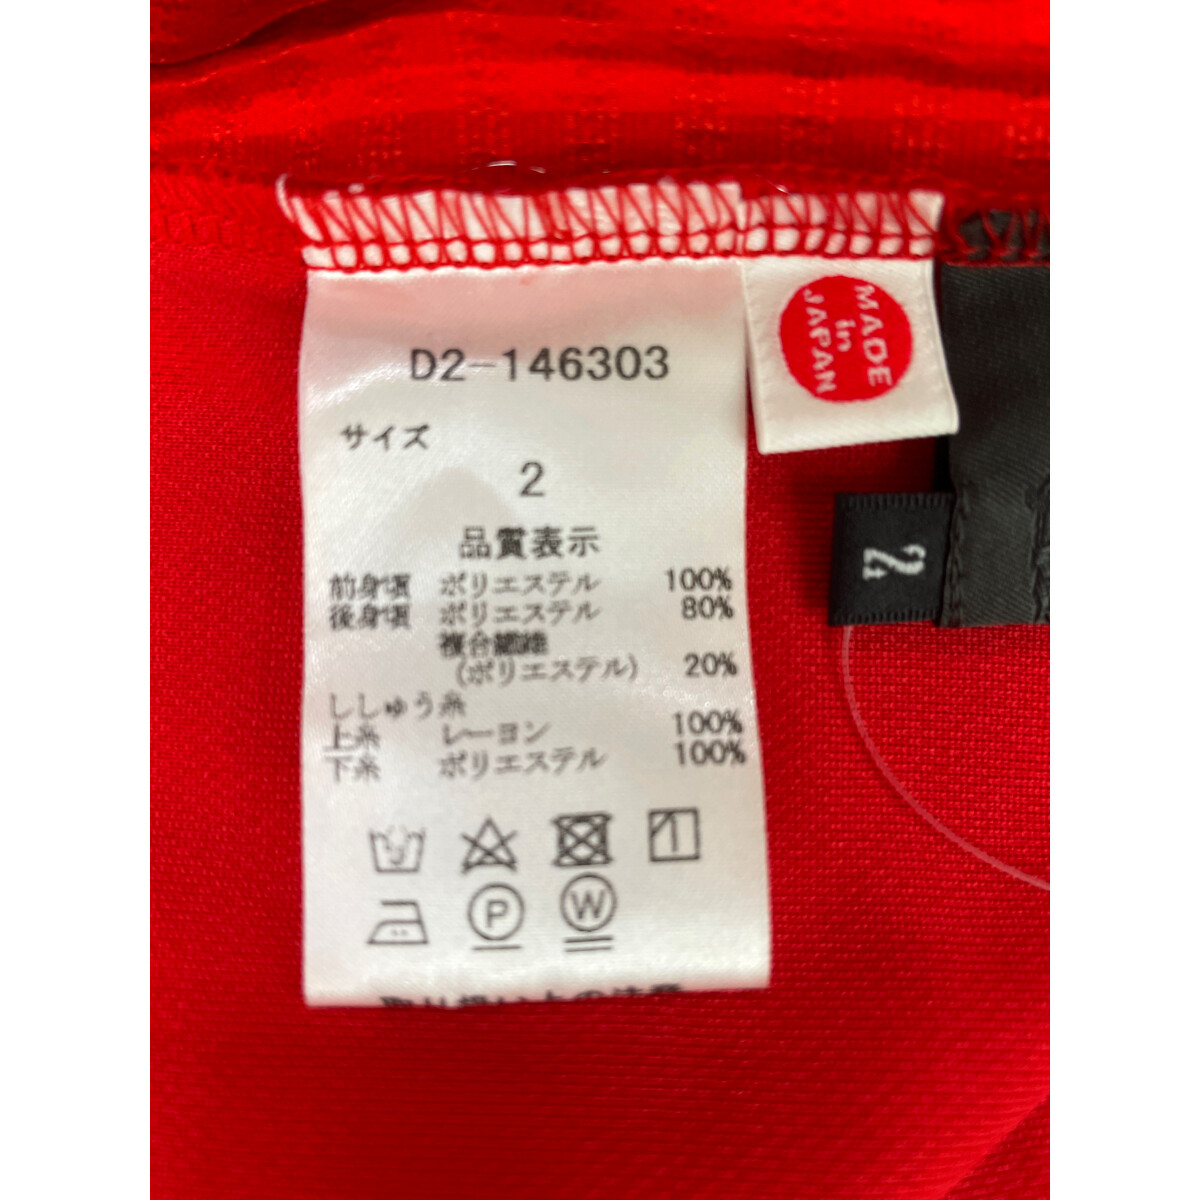 D2-146303
サイズ
2
品質表示
前身頃 ポリエステル 100%
後身頃 ポリエステル 80%
複合繊維
(ポリエステル) 20%
ししゅう糸
上糸 レーヨン 100%
下糸 ポリエステル 100%
P
W
MADE
in
JAPAN
2